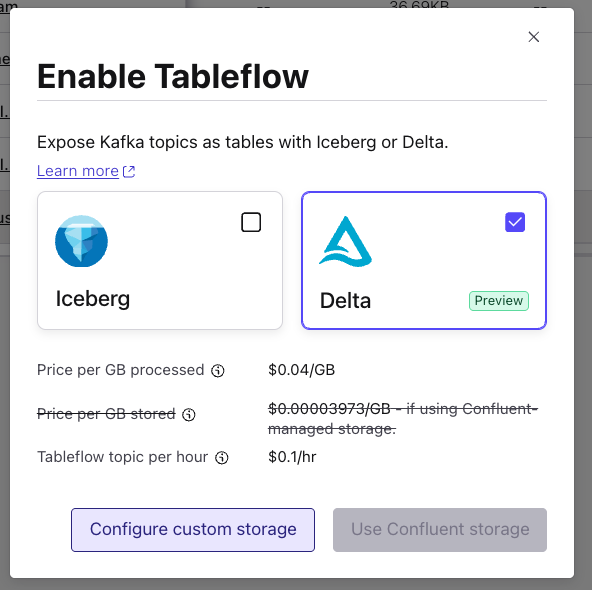 am
36.69KB
Enable Tableflow
Expose Kafka topics as tables with Iceberg or Delta.
Learn more
Iceberg
Delta
Preview
Price per GB processed
$0.04/GB
Price per GB stored
$0.00003973/GB - if using Confluent-
managed storage.
Tableflow topic per hour
$0.1/hr
Configure custom storage
Use Confluent storage